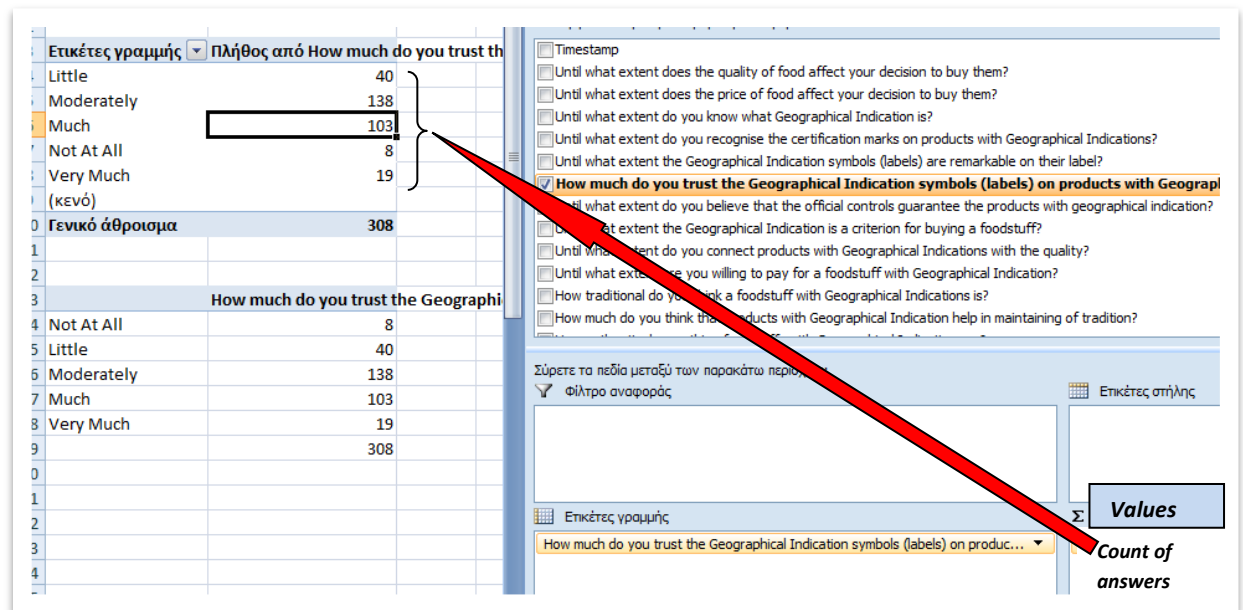 Ετικέτες γραμμής Πλήθος από How much do you trust th
Little 40
Moderately 138
Much 103
Not At All 8
Very Much 19
(κενό)
Γενικό άθροισμα 308
How much do you trust the Geographi
Not At All 8
Little 40
Moderately 138
Much 103
Very Much 19
308
Timestamp
Until what extent does the quality of food affect your decision to buy them?
Until what extent does the price of food affect your decision to buy them?
Until what extent do you know what Geographical Indication is?
Until what extent do you recognise the certification marks on products with Geographical Indications?
Until what extent the Geographical Indication symbols (labels) are remarkable on their label?
How much do you trust the Geographical Indication symbols (labels) on products with Geograpl
Until what extent do you believe that the official controls guarantee the products with geographical indication?
extent the Geographical Indication is a criterion for buying a foodstuff?
Until what extent do you connect products with Geographical Indications with the quality?
Until what extent are you willing to pay for a foodstuff with Geographical Indication?
How traditional do you think a foodstuff with Geographical Indications is?
How much do you think that products with Geographical Indication help in maintaining of tradition?
Σύρετε τα πεδία μεταξύ των παρακάτω
Φίλτρο αναφοράς
Ετικέτες στήλης
Ετικέτες γραμμής
Σ
Values
How much do you trust the Geographical Indication symbols (labels) on produc...
Count of
answers